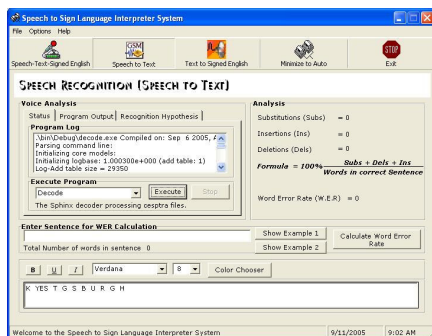 Speech to Sign Language Interpreter System
File Options Help
Speech-Text-Signed English
GSM
Speech to Text
Text to Signed English
Minimize to Auto
STOP
Exit
SPEECH RECOGNITION (SPEECH TO TEXT)
Voice Analysis
Status Program Output Recognition Hypothesis
Program Log
.\bin\Debug\decode.exe Compiled on: Sep 6 2005, A
Parsing command line:
Initializing core models:
Initializing logbase: 1.000300e+000 (add table: 1)
Log-Add table size = 29350
Execute Program
Decode
Execute
Stop
The Sphinx decoder processing cesptra files.
Analysis
Substitutions (Subs) = 0
Insertions (Ins) = 0
Deletions (Dels) = 0
Formula = 100% Subs + Dels + Ins
Words in correct Sentence
Word Error Rate (W.E.R) = 0
Enter Sentence for WER Calculation
Total Number of words in sentence 0
Show Example 1
Show Example 2
Calculate Word Error Rate
B U I Verdana 8 Color Chooser
K YES T G S B U R G H
Welcome to the Speech to Sign Language Interpreter System
9/11/2005 9:02 AM